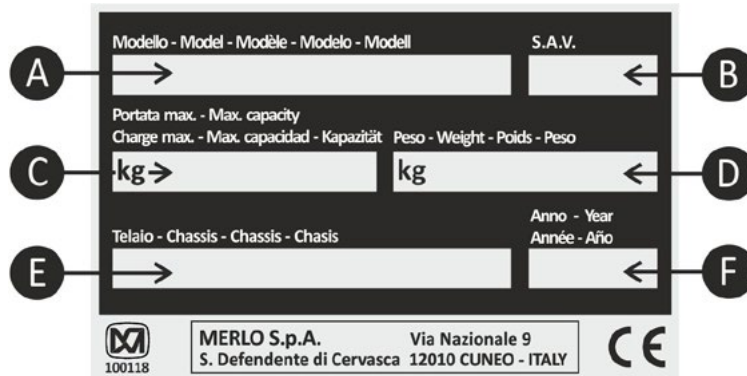 Modello - Model - Modèle - Modelo - Modell
S.A.V.
A
B
Portata max. - Max. capacity
Charge max. - Max. capacidad - Kapazität
Peso - Weight - Poids - Peso
C
kg
kg
D
Telaio - Chassis - Chassis - Chasis
Anno - Year
Année - Año
E
F
100118
MERLO S.p.A.
Via Nazionale 9
S. Defendente di Cervasca
12010 CUNEO - ITALY
CE